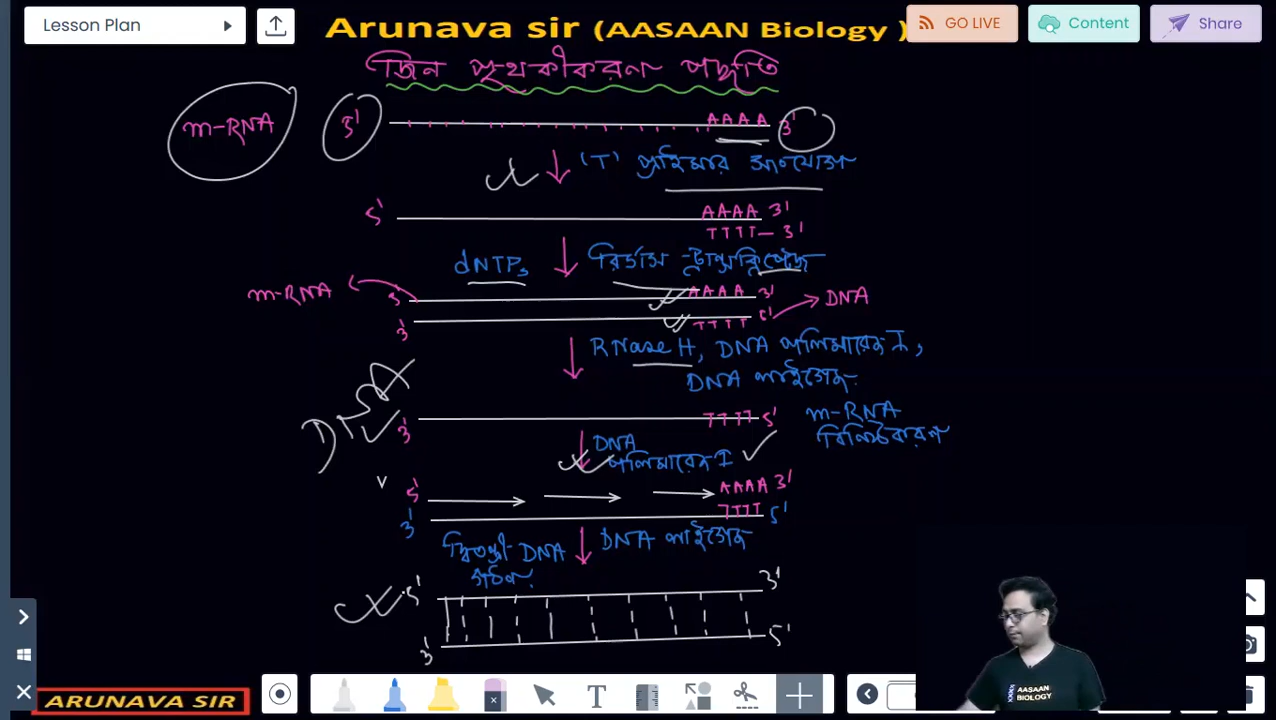 Lesson Plan
Arunava sir (AASAAN Biology )
GO LIVE
Content
Share
জিন পৃথকীকরণ পদ্ধতি
m-RNA 5' AAAA 3'
(T) প্রাইমার সংযোগ
5' AAAA 3'
TTTT— 3'
dNTPs রিভার্স ট্রান্সক্রিপ্টেজ
m-RNA 5' AAAA 3' DNA
3' TTTT 5'
RNase H, DNA পলিমারেজ I,
DNA লাইগেজ
DNA 3' TTTT 5' m-RNA
বিনষ্টকরণ
DNA
পলিমারেজ-I
v 5' AAAA 3'
3' TTTT 5'
দ্বিতন্ত্রী DNA DNA লাইগেজ
গঠন
5' 3'
3' 5'
AASAAN
BIOLOGY
ARUNAVA SIR